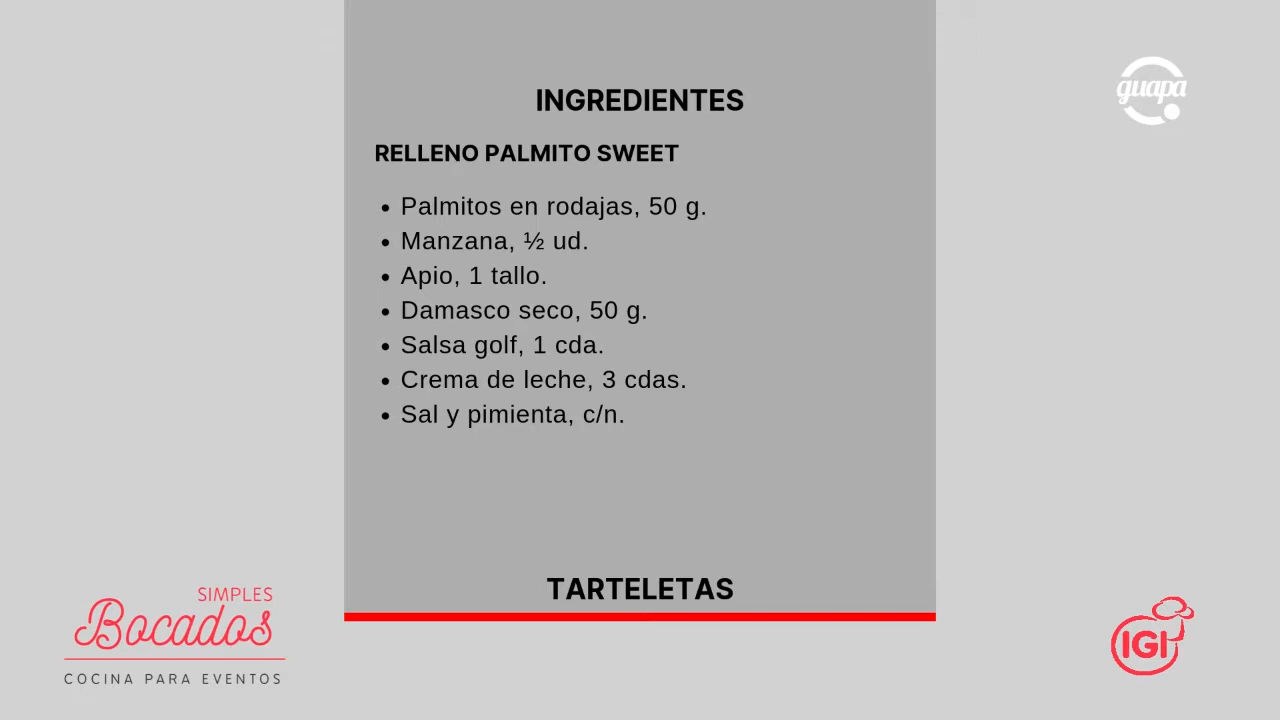 INGREDIENTES
guapa
RELLENO PALMITO SWEET
• Palmitos en rodajas, 50 g.
• Manzana, ½ ud.
• Apio, 1 tallo.
• Damasco seco, 50 g.
• Salsa golf, 1 cda.
• Crema de leche, 3 cdas.
• Sal y pimienta, c/n.
TARTELETAS
SIMPLES
Bocados
COCINA PARA EVENTOS
IGI